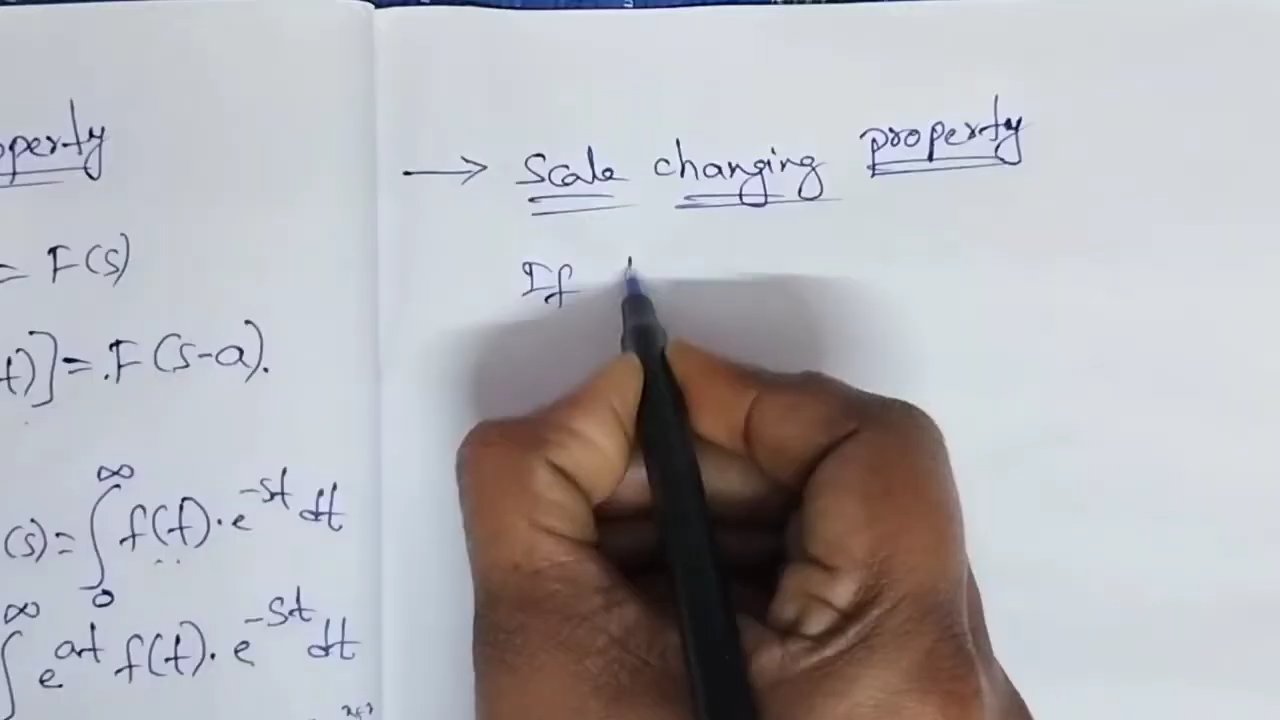 operty
= F(s)
t)]=.F(s-a).
(s)=∫₀^∞ f(t).e^-st dt
∫^∞ e^at f(t). e^-st dt
→ Scale changing property
If